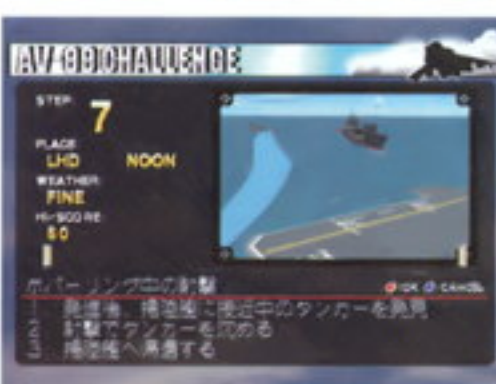 AV-8B CHALLENGE
STEP:
7
PLACE
LHD NOON
WEATHER:
FINE
HI-SCORE:
50
ホバーリング中の射撃
OK CANCEL
発進後、揚陸艦に接近中のタンカーを発見
射撃でタンカーを沈める
揚陸艦へ帰還する